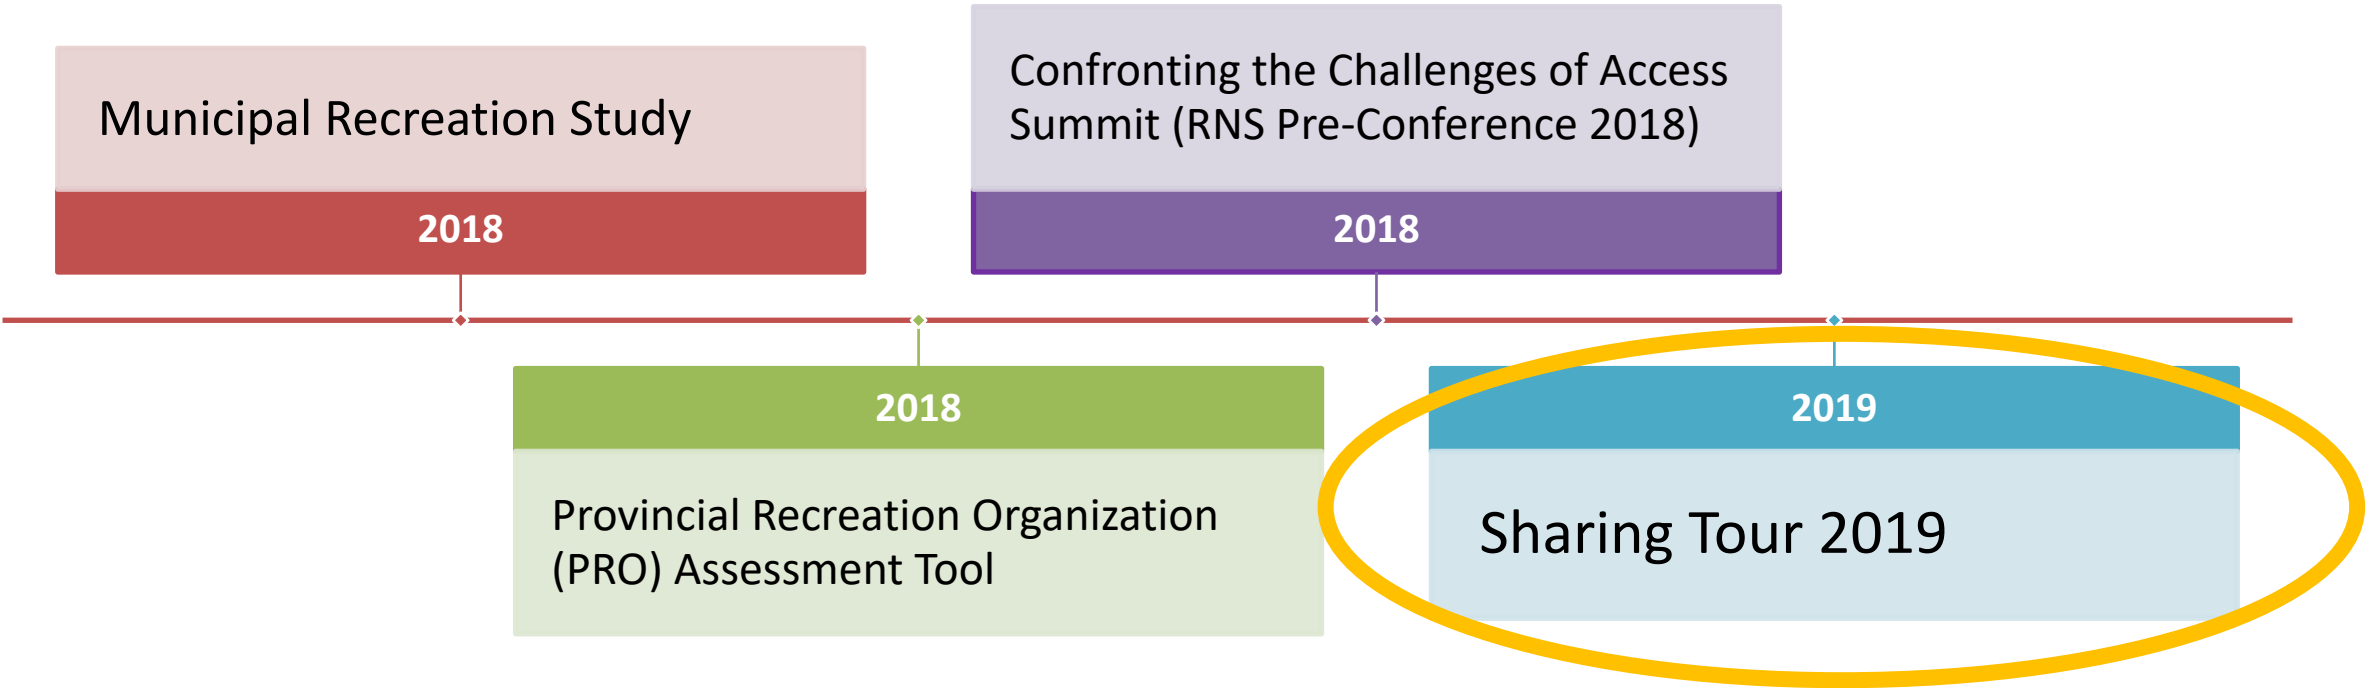 Municipal Recreation Study
2018
2018
Provincial Recreation Organization
(PRO) Assessment Tool
Confronting the Challenges of Access
Summit (RNS Pre-Conference 2018)
2018
2019
Sharing Tour 2019